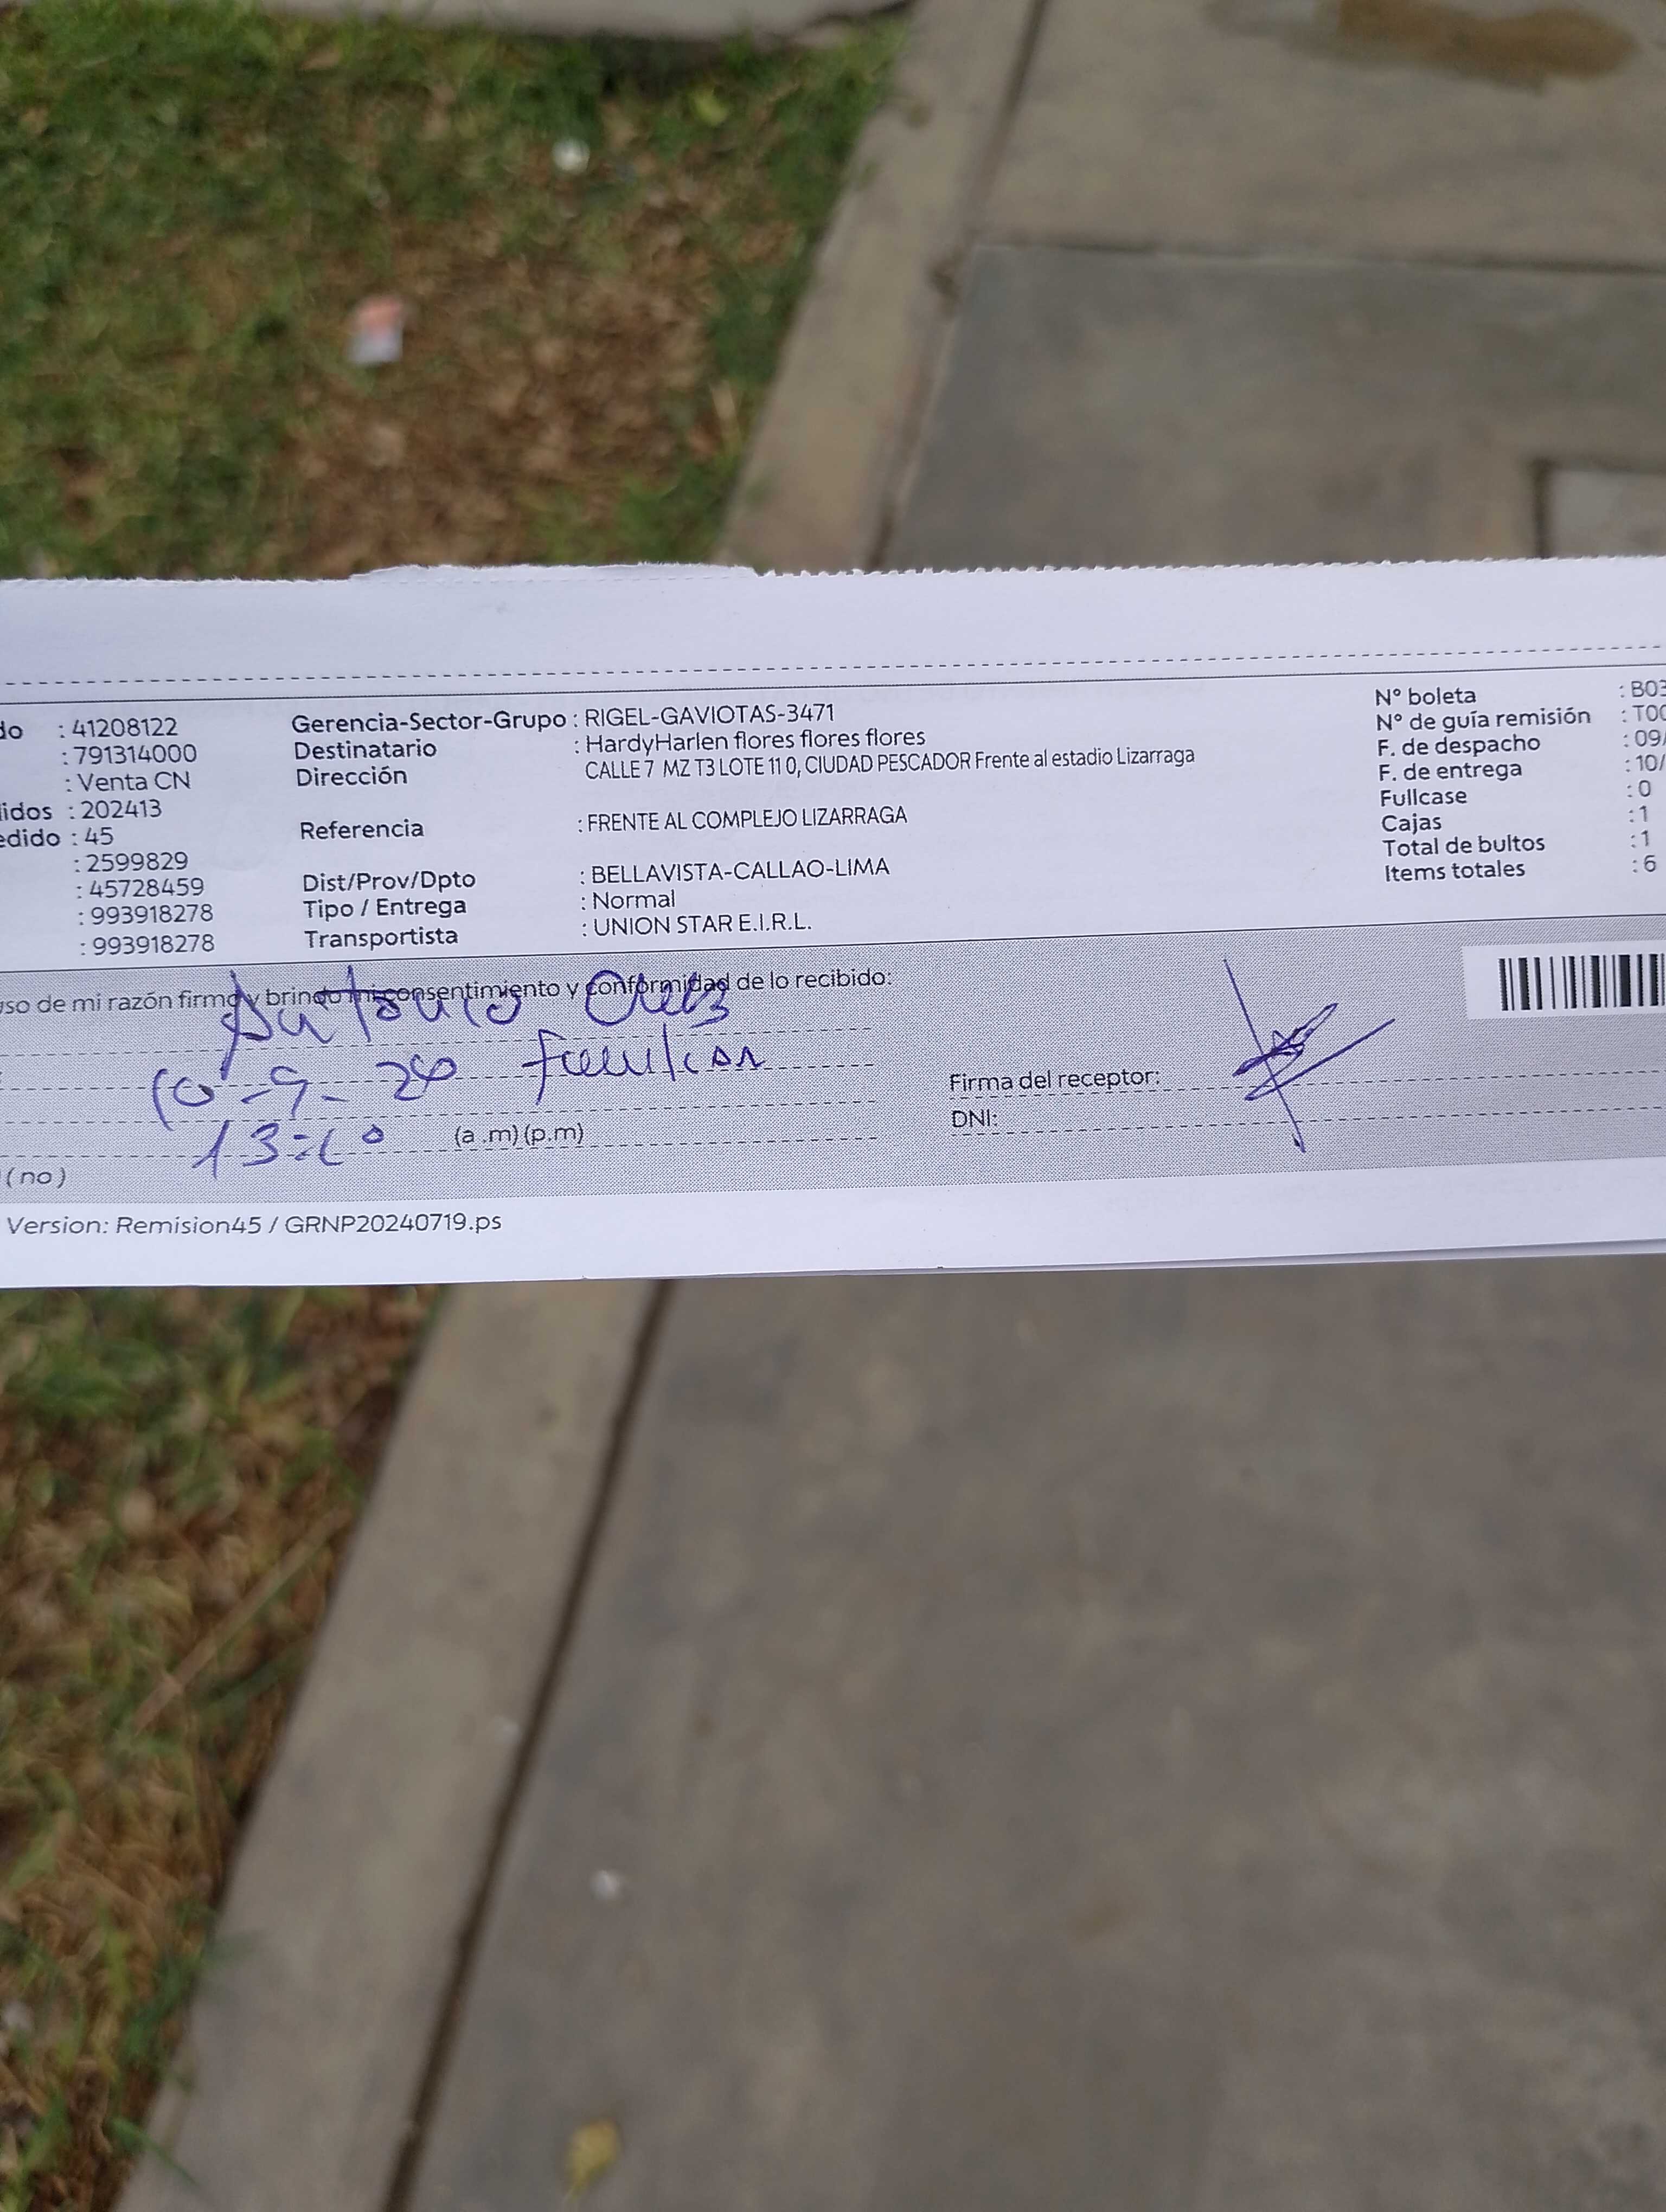 do : 41208122
: 791314000
: Venta CN
lidos : 202413
edido : 45
: 2599829
: 45728459
: 993918278
: 993918278
Gerencia-Sector-Grupo : RIGEL-GAVIOTAS-3471
Destinatario : HardyHarlen flores flores flores
Dirección CALLE 7 MZ T3 LOTE 11 0, CIUDAD PESCADOR Frente al estadio Lizarraga
Referencia : FRENTE AL COMPLEJO LIZARRAGA
Dist/Prov/Dpto : BELLAVISTA-CALLAO-LIMA
Tipo / Entrega : Normal
Transportista : UNION STAR E.I.R.L.
N° boleta : B03
N° de guía remisión : T00
F. de despacho : 09/
F. de entrega : 10/
Fullcase : 0
Cajas : 1
Total de bultos : 1
Items totales : 6
uso de mi razón firmo y brindo mi consentimiento y conformidad de lo recibido:
Antonio
10-9-24
13:10 (a .m) (p.m)
Firma del receptor:
DNI:
( no )
Version: Remision45 / GRNP20240719.ps